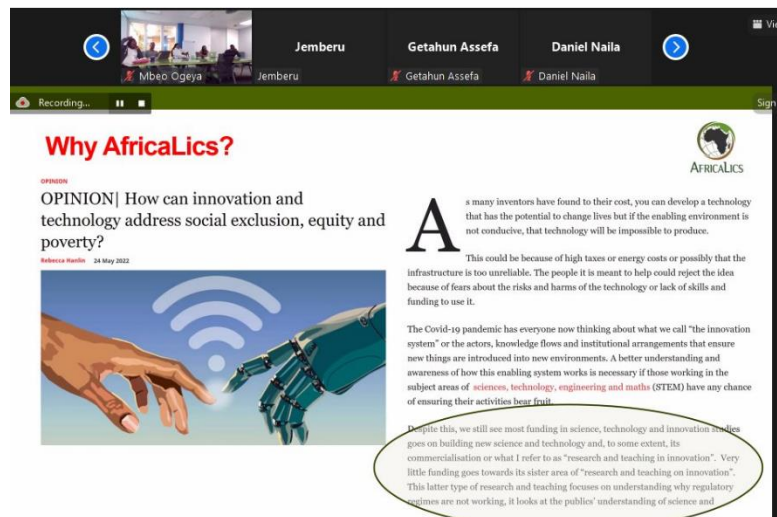 Vie
Jemberu
Getahun Assefa
Daniel Naila
Mbeo Ogeya
Jemberu
Getahun Assefa
Daniel Naila
Recording...
Sign
Why AfricaLics?
AFRICALICS
OPINION
OPINION| How can innovation and
technology address social exclusion, equity and
poverty?
Rebecca Hanlin 24 May 2022
As many inventors have found to their cost, you can develop a technology
that has the potential to change lives but if the enabling environment is
not conducive, that technology will be impossible to produce.
This could be because of high taxes or energy costs or possibly that the
infrastructure is too unreliable. The people it is meant to help could reject the idea
because of fears about the risks and harms of the technology or lack of skills and
funding to use it.
The Covid-19 pandemic has everyone now thinking about what we call “the innovation
system” or the actors, knowledge flows and institutional arrangements that ensure
new things are introduced into new environments. A better understanding and
awareness of how this enabling system works is necessary if those working in the
subject areas of sciences, technology, engineering and maths (STEM) have any chance
of ensuring their activities bear fruit.
Despite this, we still see most funding in science, technology and innovation studies
goes on building new science and technology and, to some extent, its
commercialisation or what I refer to as “research and teaching in innovation”. Very
little funding goes towards its sister area of “research and teaching on innovation”.
This latter type of research and teaching focuses on understanding why regulatory
regimes are not working, it looks at the publics’ understanding of science and